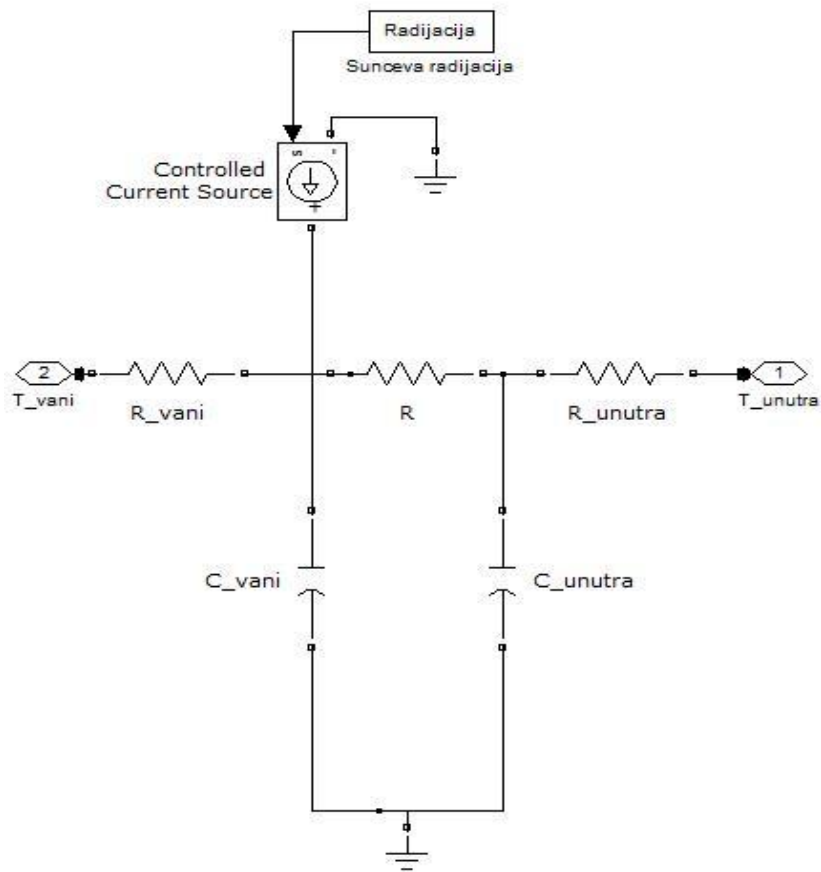 Radijacija
Sunceva radijacija
s -
Controlled
Current Source
+
2
T_vani
R_vani
R
R_unutra
1
T_unutra
C_vani
C_unutra